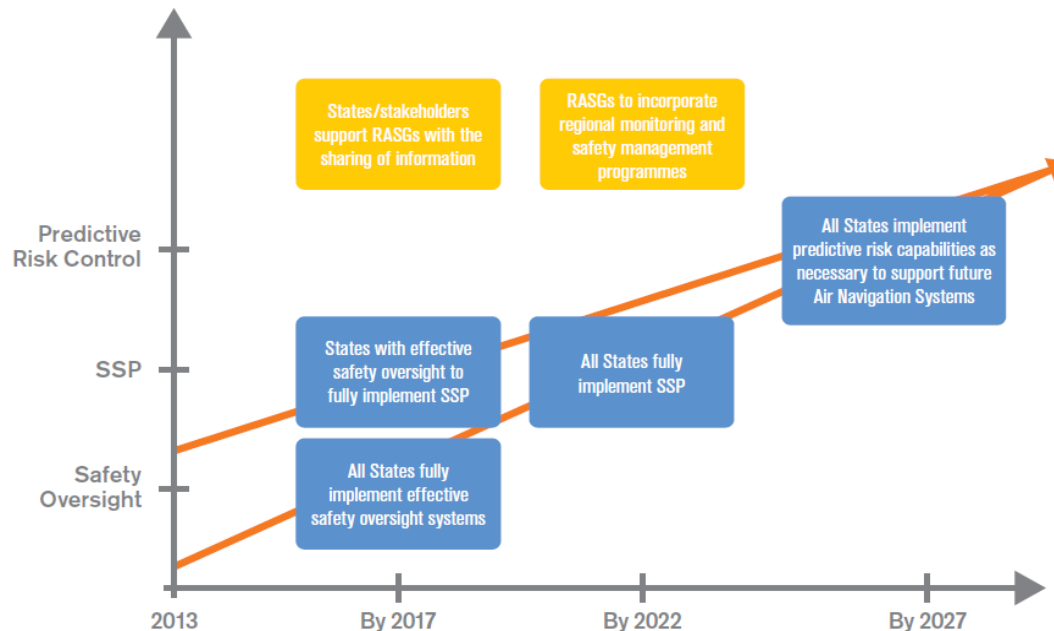 States/stakeholders
support RASGs with the
sharing of information
RASGs to incorporate
regional monitoring and
safety management
programmes
Predictive
Risk Control
All States implement
predictive risk capabilities as
necessary to support future
Air Navigation Systems
SSP
States with effective
safety oversight to
fully implement SSP
All States fully
implement SSP
Safety
Oversight
All States fully
implement effective
safety oversight systems
2013
By 2017
By 2022
By 2027